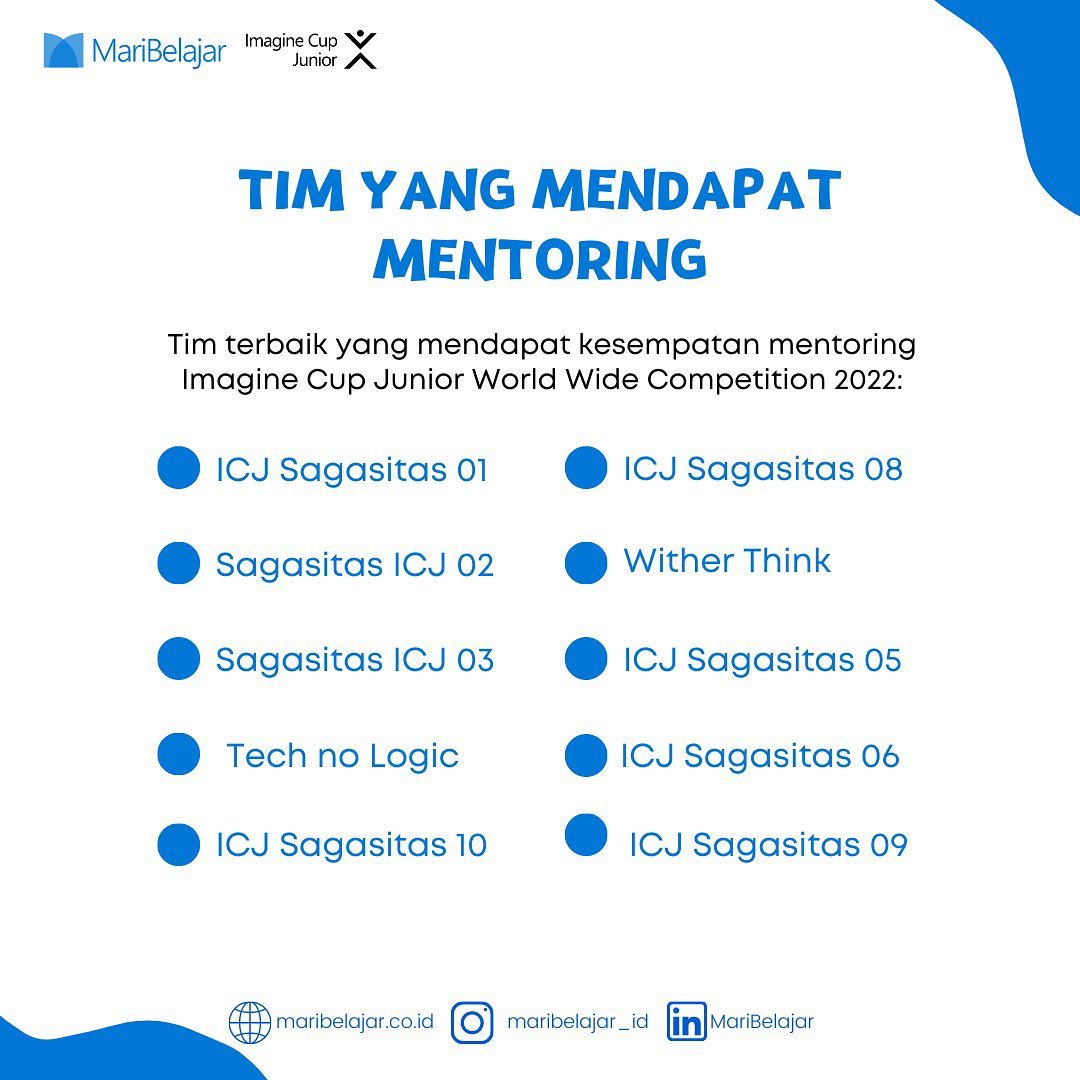 MariBelajar
Imagine Cup
Junior
TIM YANG MENDAPAT
MENTORING
Tim terbaik yang mendapat kesempatan mentoring
Imagine Cup Junior World Wide Competition 2022:
ICJ Sagasitas 01
Sagasitas ICJ 02
Sagasitas ICJ 03
Tech no Logic
ICJ Sagasitas 10
ICJ Sagasitas 08
Wither Think
ICJ Sagasitas 05
ICJ Sagasitas 06
ICJ Sagasitas 09
maribelajar.co.id
maribelajar_id
in MariBelajar